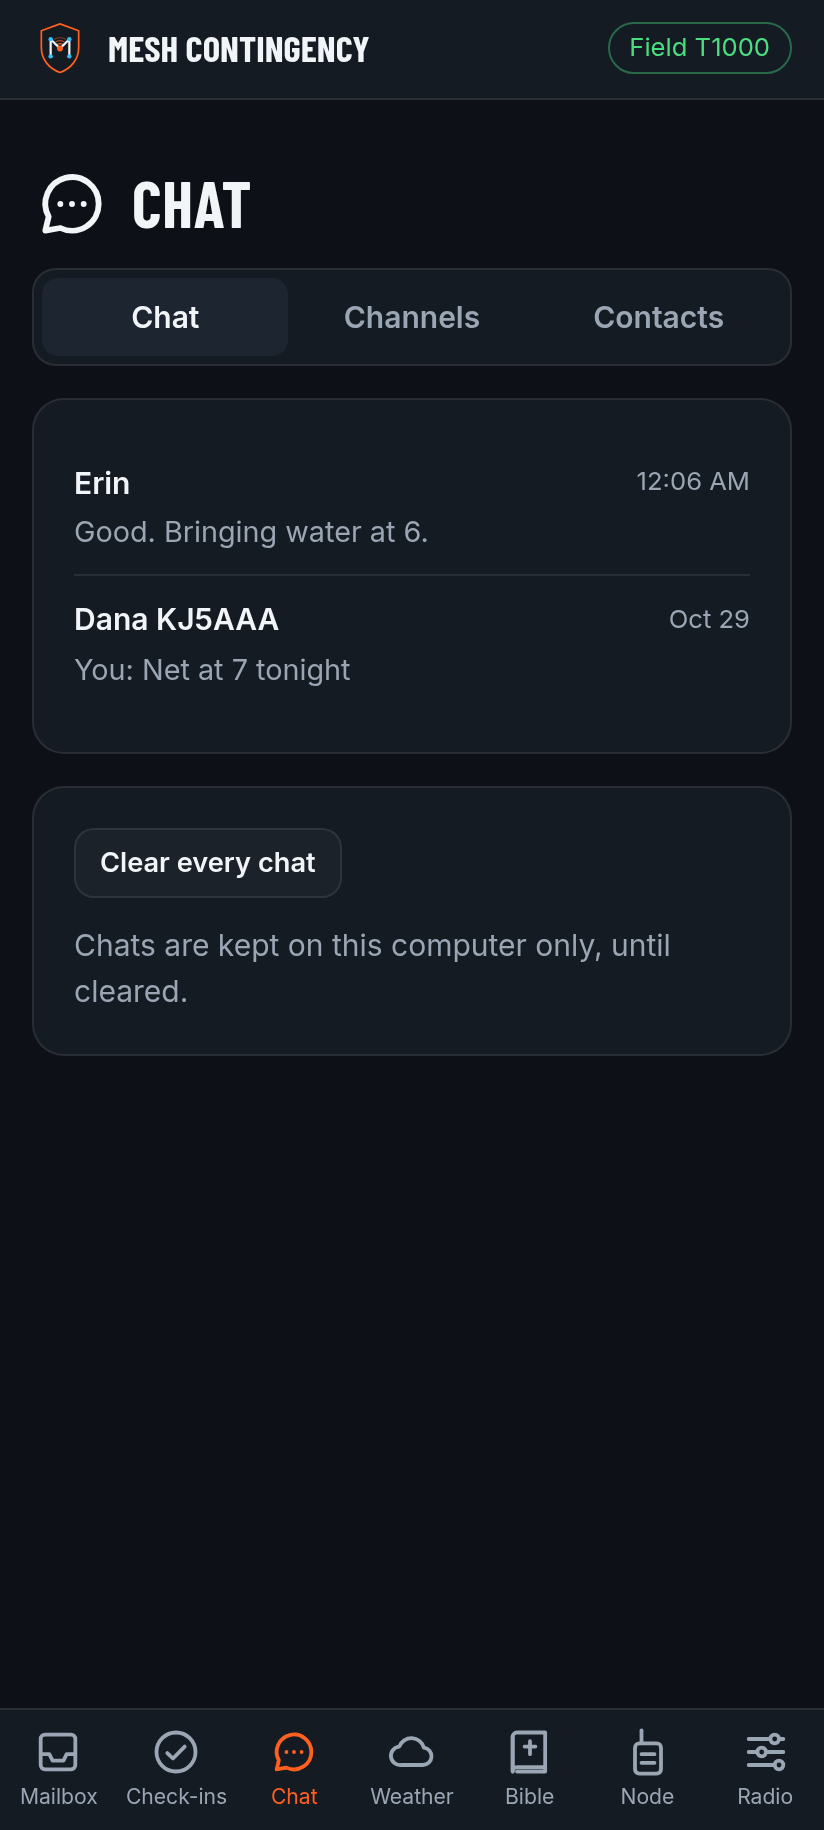 MESH CONTINGENCY
Field T1000
CHAT
Chat Channels Contacts
Erin 12:06 AM
Good. Bringing water at 6.
Dana KJ5AAA Oct 29
You: Net at 7 tonight
Clear every chat
Chats are kept on this computer only, until
cleared.
Mailbox Check-ins Chat Weather Bible Node Radio